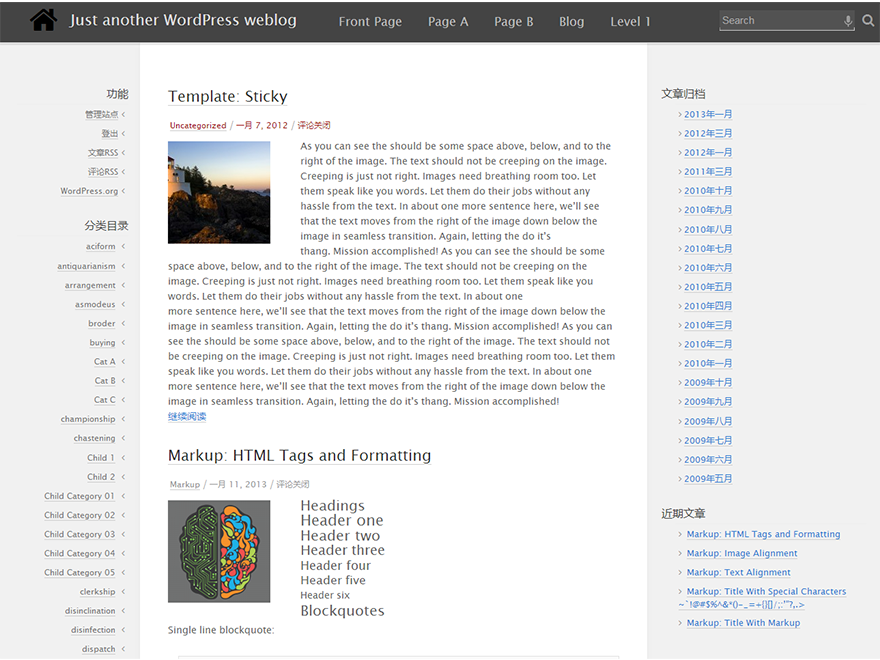 Just another WordPress weblog
Front Page
Page A
Page B
Blog
Level 1
Search
功能
管理站点
登出
文章RSS
评论RSS
WordPress.org
分类目录
aciform
antiquarianism
arrangement
asmodeus
broder
buying
Cat A
Cat B
Cat C
championship
chastening
Child 1
Child 2
Child Category 01
Child Category 02
Child Category 03
Child Category 04
Child Category 05
clerkship
disinclination
disinfection
dispatch
Template: Sticky
Uncategorized / 一月 7, 2012 / 评论关闭
As you can see the should be some space above, below, and to the
right of the image. The text should not be creeping on the image.
Creeping is just not right. Images need breathing room too. Let
them speak like you words. Let them do their jobs without any
hassle from the text. In about one more sentence here, we'll see
that the text moves from the right of the image down below the
image in seamless transition. Again, letting the do it's
thang. Mission accomplished! As you can see the should be some
space above, below, and to the right of the image. The text should not be creeping on the
image. Creeping is just not right. Images need breathing room too. Let them speak like you
words. Let them do their jobs without any hassle from the text. In about one
more sentence here, we'll see that the text moves from the right of the image down below the
image in seamless transition. Again, letting the do it's thang. Mission accomplished! As you can
see the should be some space above, below, and to the right of the image. The text should not
be creeping on the image. Creeping is just not right. Images need breathing room too. Let them
speak like you words. Let them do their jobs without any hassle from the text. In about one
more sentence here, we'll see that the text moves from the right of the image down below the
image in seamless transition. Again, letting the do it's thang. Mission accomplished!
继续阅读
Markup: HTML Tags and Formatting
Markup / 一月 11, 2013 / 评论关闭
Headings
Header one
Header two
Header three
Header four
Header five
Header six
Blockquotes
Single line blockquote:
文章归档
2013年一月
2012年三月
2012年一月
2011年三月
2010年十月
2010年九月
2010年八月
2010年七月
2010年六月
2010年五月
2010年四月
2010年三月
2010年二月
2010年一月
2009年十月
2009年九月
2009年八月
2009年七月
2009年六月
2009年五月
近期文章
Markup: HTML Tags and Formatting
Markup: Image Alignment
Markup: Text Alignment
Markup: Title With Special Characters
~`!@#$%^&*()-_=+{}[]/;:'"?,.>
Markup: Title With Markup